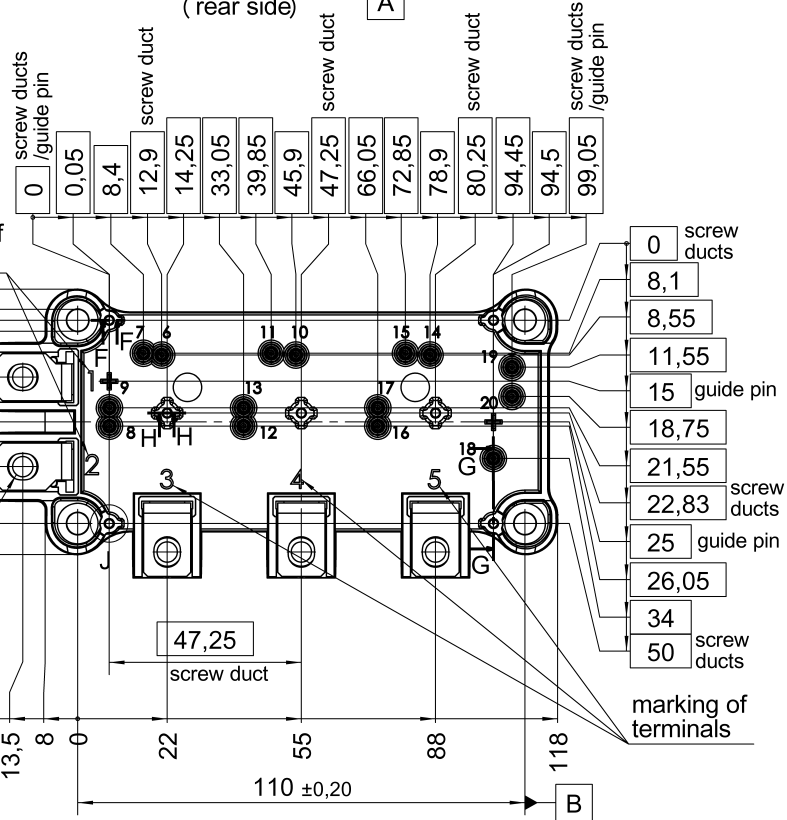 ( rear side)
A
screw ducts
/guide pin
screw duct
screw duct
screw duct
screw ducts
/guide pin
0
0,05
8,4
12,9
14,25
33,05
39,85
45,9
47,25
66,05
72,85
78,9
80,25
94,45
94,5
99,05
f
0
screw
ducts
8,1
8,55
11,55
15
guide pin
18,75
21,55
22,83
screw
ducts
25
guide pin
26,05
34
50
screw
ducts
F
F
7
6
11
10
15
14
19
1
9
13
17
20
8
H
H
12
16
18
G
2
3
4
5
J
G
47,25
screw duct
marking of
terminals
13,5
8
0
22
55
88
118
110 ±0,20
B